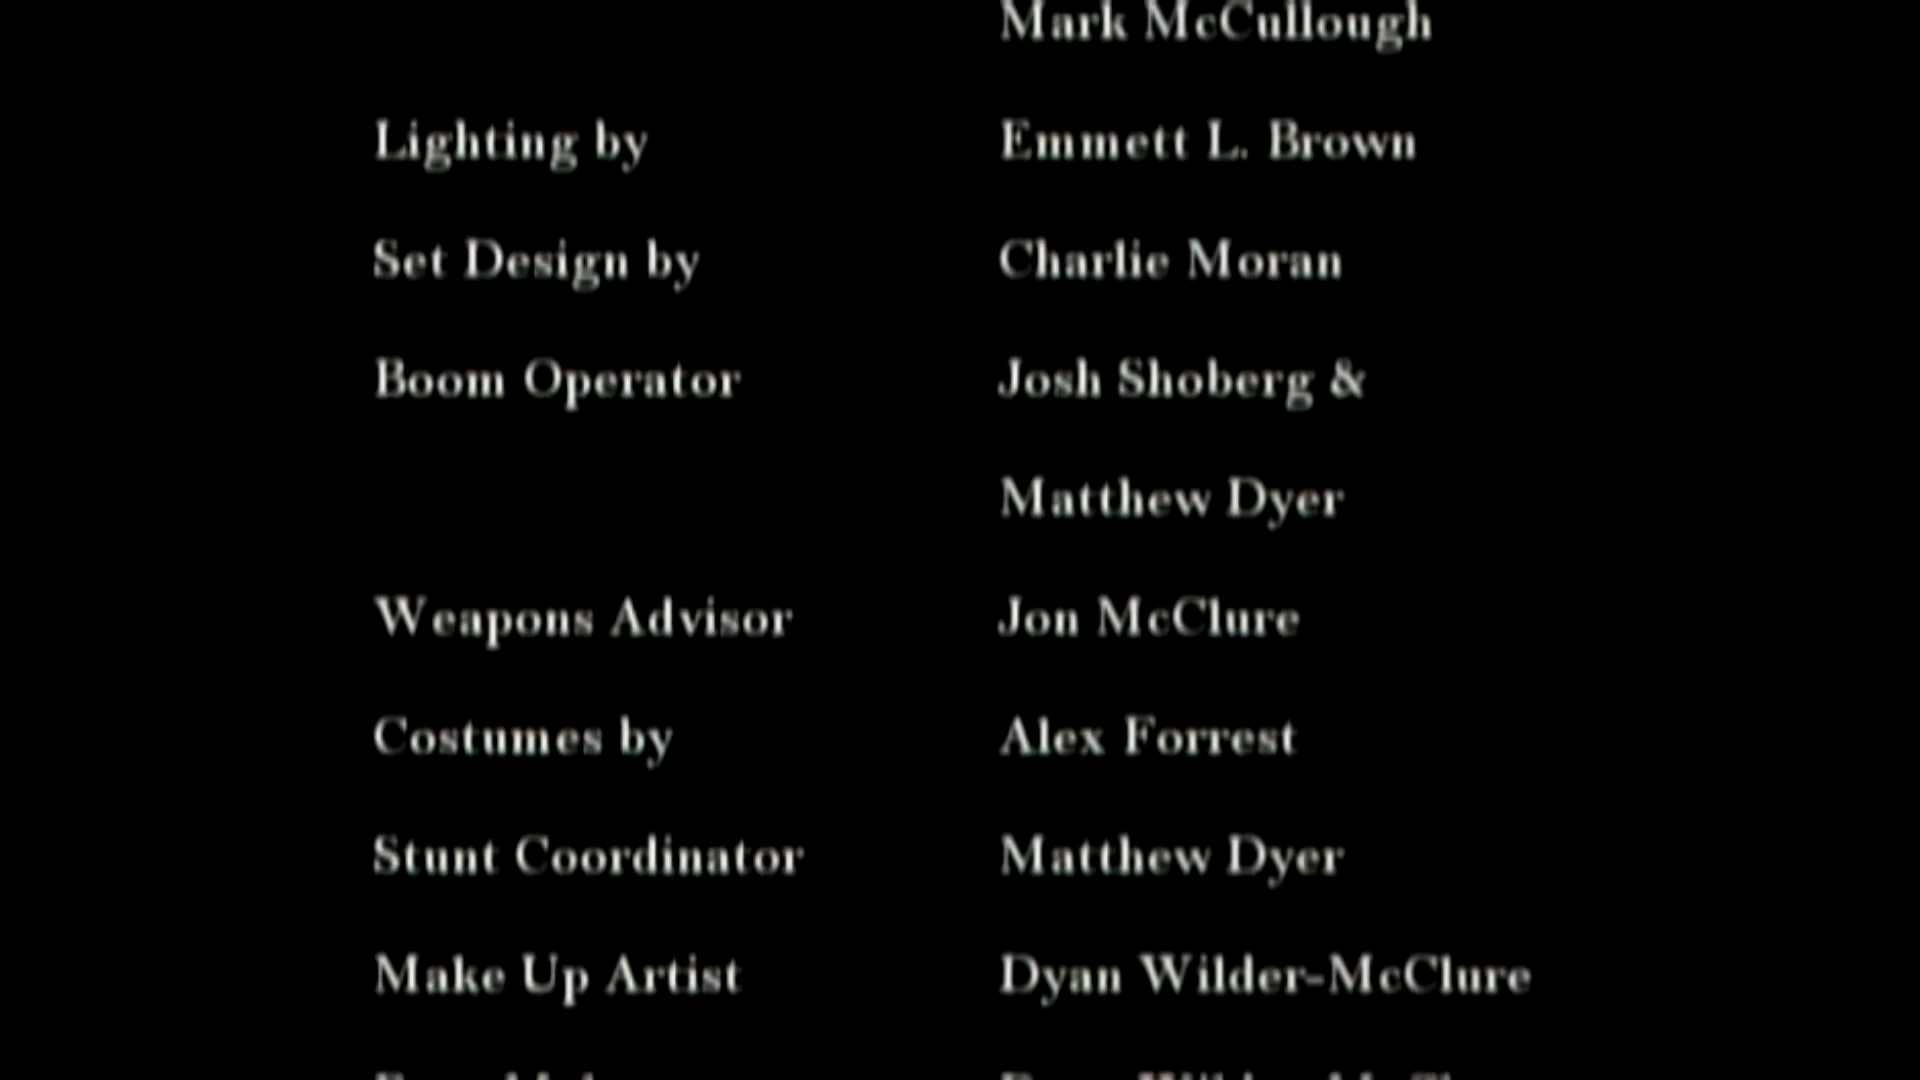 Mark McCullough
Lighting by Emmett L. Brown
Set Design by Charlie Moran
Boom Operator Josh Shoberg &
Matthew Dyer
Weapons Advisor Jon McClure
Costumes by Alex Forrest
Stunt Coordinator Matthew Dyer
Make Up Artist Dyan Wilder-McClure